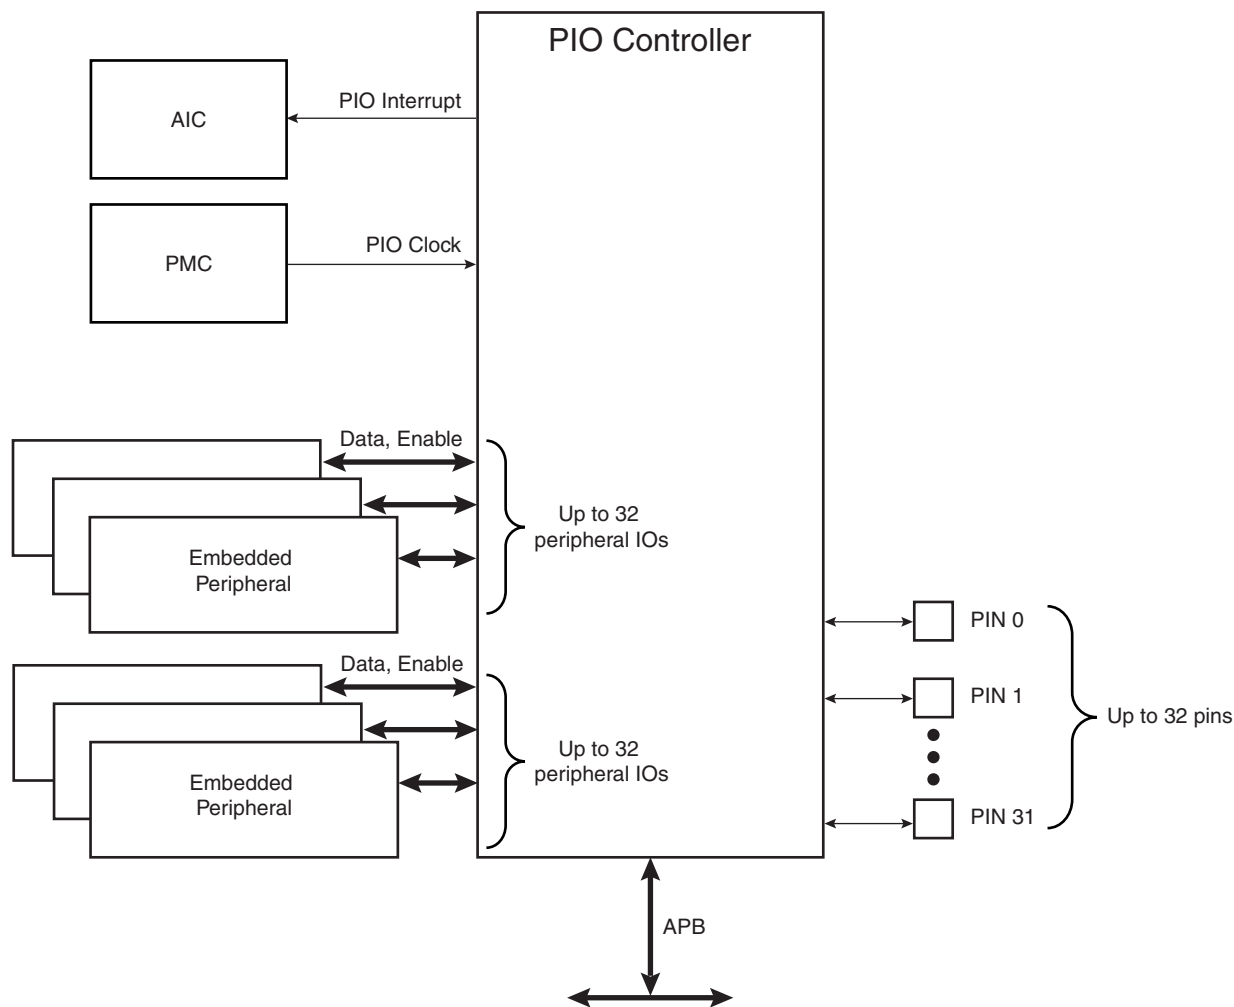 PIO Controller
PIO Interrupt
AIC
PIO Clock
PMC
Data, Enable
Up to 32
peripheral IOs
Embedded
Peripheral
PIN 0
Data, Enable
PIN 1
Up to 32 pins
Up to 32
peripheral IOs
Embedded
Peripheral
PIN 31
APB